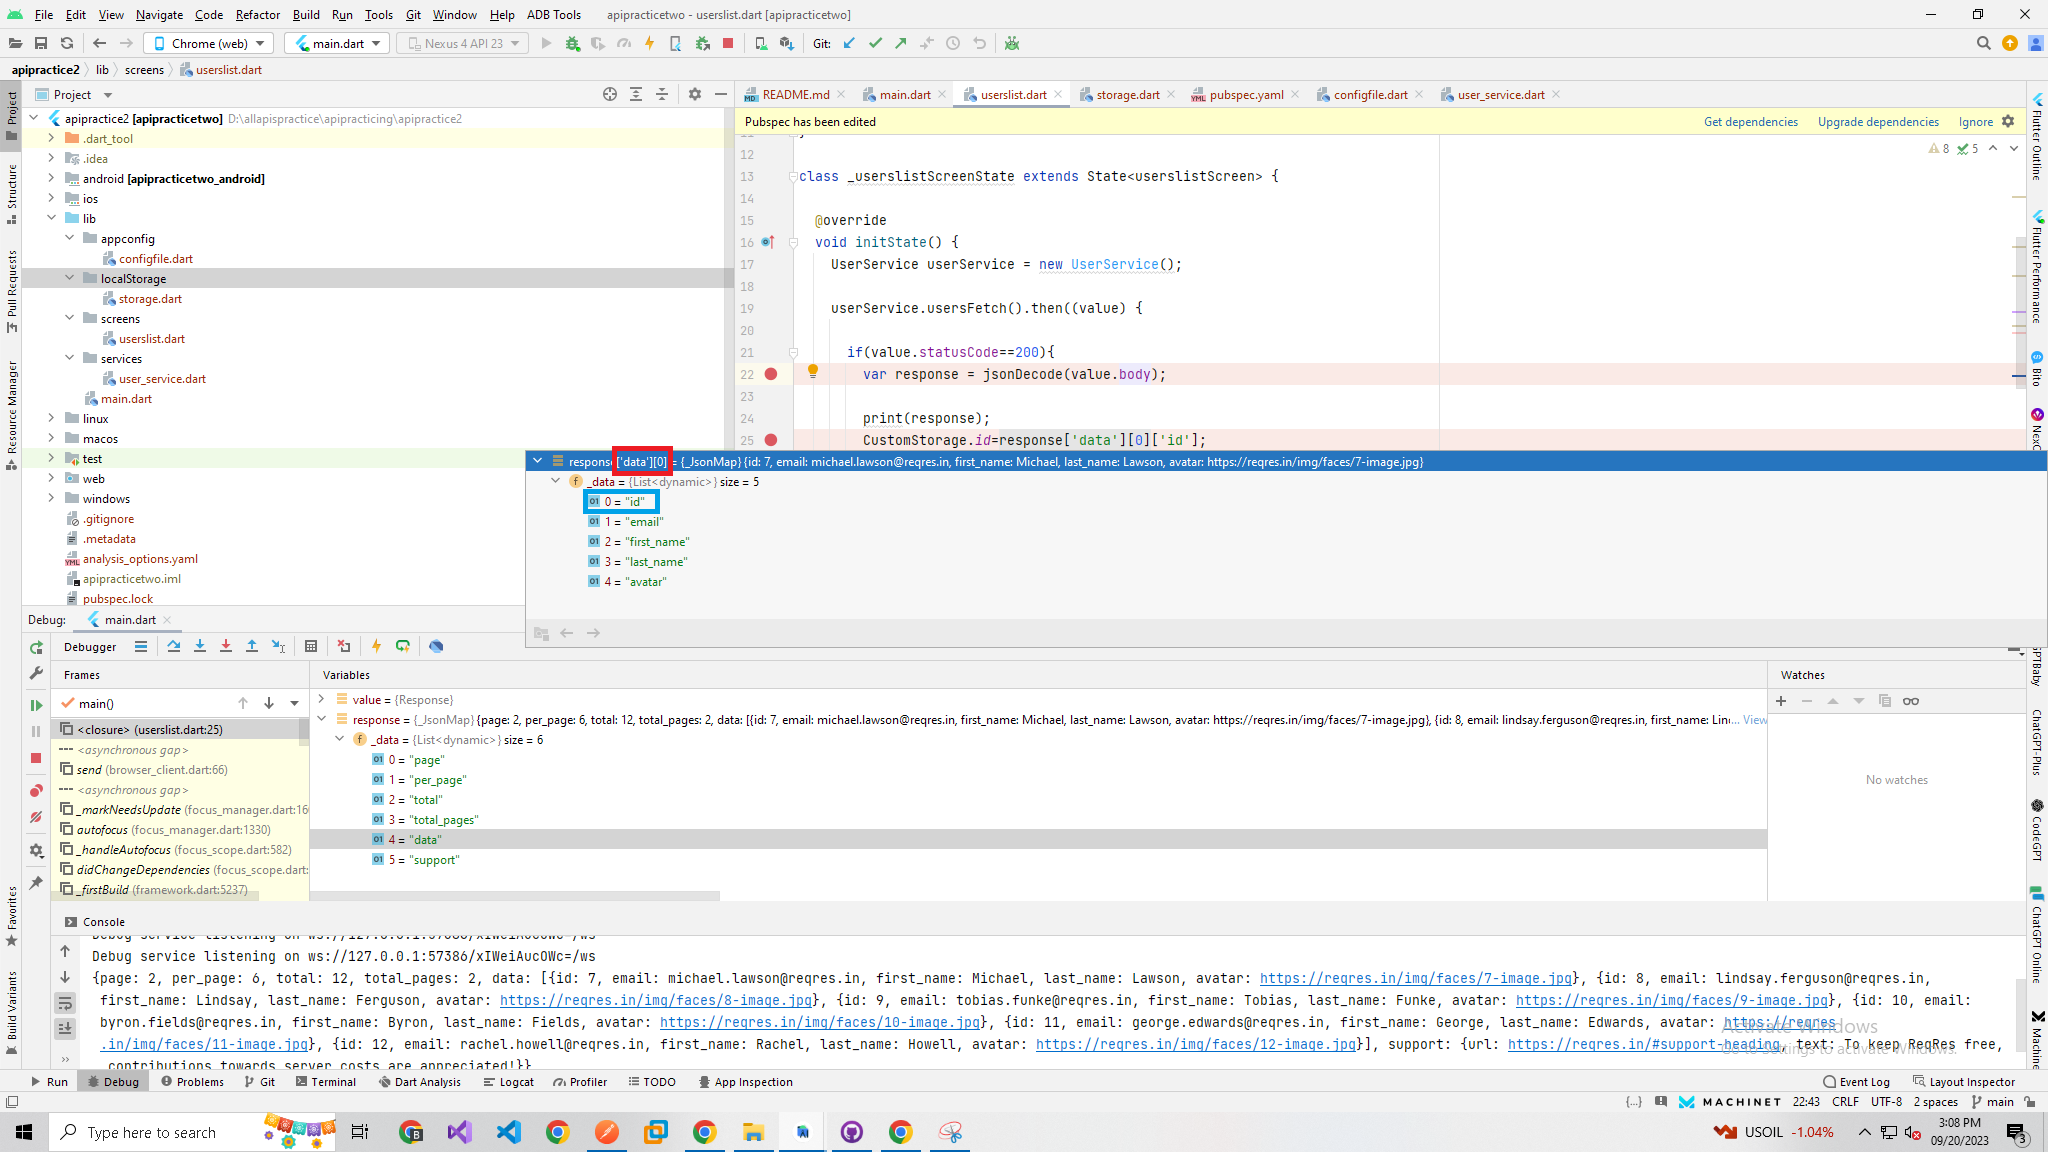 File Edit View Navigate Code Refactor Build Run Tools Git Window Help ADB Tools apipracticetwo - userslist.dart [apipracticetwo]
Chrome (web) main.dart Nexus 4 API 23 Git:
apipractice2 lib screens userslist.dart
Project
README.md main.dart userslist.dart storage.dart pubspec.yaml configfile.dart user_service.dart
Pubspec has been edited Get dependencies Upgrade dependencies Ignore
8 5
apipractice2 [apipracticetwo] D:\allapispractice\apipracticing\apipractice2
.dart_tool
.idea
android [apipracticetwo_android]
ios
lib
appconfig
configfile.dart
localStorage
storage.dart
screens
userslist.dart
services
user_service.dart
main.dart
linux
macos
test
web
windows
.gitignore
.metadata
analysis_options.yaml
apipracticetwo.iml
pubspec.lock
12
13 class _userslistScreenState extends State<userslistScreen> {
14
15 @override
16 void initState() {
17 UserService userService = new UserService();
18
19 userService.usersFetch().then((value) {
20
21 if(value.statusCode==200){
22 var response = jsonDecode(value.body);
23
24 print(response);
25 CustomStorage.id=response['data'][0]['id'];
response['data'][0] = {_JsonMap} {id: 7, email: michael.lawson@reqres.in, first_name: Michael, last_name: Lawson, avatar: https://reqres.in/img/faces/7-image.jpg}
_data = {List<dynamic>} size = 5
0 = "id"
1 = "email"
2 = "first_name"
3 = "last_name"
4 = "avatar"
Debug: main.dart
Debugger
Frames
main()
<closure> (userslist.dart:25)
<asynchronous gap>
send (browser_client.dart:66)
<asynchronous gap>
_markNeedsUpdate (focus_manager.dart:16
autofocus (focus_manager.dart:1330)
_handleAutofocus (focus_scope.dart:582)
didChangeDependencies (focus_scope.dart:
_firstBuild (framework.dart:5237)
Variables
value = {Response}
response = {_JsonMap} {page: 2, per_page: 6, total: 12, total_pages: 2, data: [{id: 7, email: michael.lawson@reqres.in, first_name: Michael, last_name: Lawson, avatar: https://reqres.in/img/faces/7-image.jpg}, {id: 8, email: lindsay.ferguson@reqres.in, first_name: Lin... View
_data = {List<dynamic>} size = 6
0 = "page"
1 = "per_page"
2 = "total"
3 = "total_pages"
4 = "data"
5 = "support"
Watches
No watches
Console
Debug service listening on ws://127.0.0.1:57386/xIWeiAucOWc=/ws
Debug service listening on ws://127.0.0.1:57386/xIWeiAucOWc=/ws
{page: 2, per_page: 6, total: 12, total_pages: 2, data: [{id: 7, email: michael.lawson@reqres.in, first_name: Michael, last_name: Lawson, avatar: https://reqres.in/img/faces/7-image.jpg}, {id: 8, email: lindsay.ferguson@reqres.in,
first_name: Lindsay, last_name: Ferguson, avatar: https://reqres.in/img/faces/8-image.jpg}, {id: 9, email: tobias.funke@reqres.in, first_name: Tobias, last_name: Funke, avatar: https://reqres.in/img/faces/9-image.jpg}, {id: 10, email:
byron.fields@reqres.in, first_name: Byron, last_name: Fields, avatar: https://reqres.in/img/faces/10-image.jpg}, {id: 11, email: george.edwards@reqres.in, first_name: George, last_name: Edwards, avatar: https://reqres
.in/img/faces/11-image.jpg}, {id: 12, email: rachel.howell@reqres.in, first_name: Rachel, last_name: Howell, avatar: https://reqres.in/img/faces/12-image.jpg}], support: {url: https://reqres.in/#support-heading, text: To keep ReqRes free,
contributions towards server costs are appreciated!}}
Activate Windows
Go to Settings to activate Windows.
Project
Structure
Pull Requests
Resource Manager
Favorites
Build Variants
Flutter Outline
Flutter Performance
Bito
GPTBaby
ChatGPT-Plus
CodeGPT
ChatGPT Online
Machine
Run Debug Problems Git Terminal Dart Analysis Logcat Profiler TODO App Inspection Event Log Layout Inspector
{...} MACHINET 22:43 CRLF UTF-8 2 spaces main
Type here to search
USOIL -1.04%
3:08 PM
09/20/2023
3